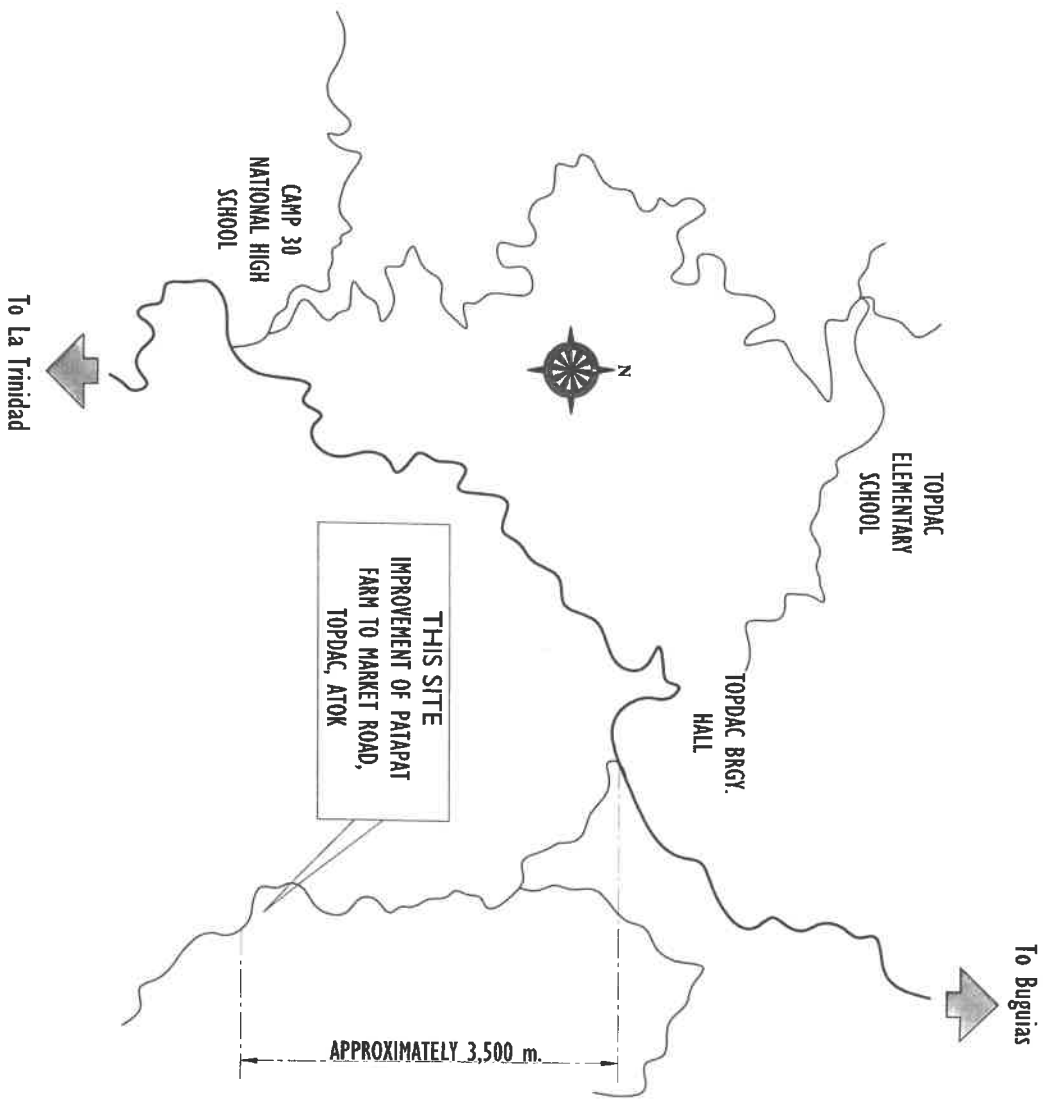 To Buguias
TOPDAC
ELEMENTARY
SCHOOL
TOPDAC BRGY.
HALL
N
CAMP 30
NATIONAL HIGH
SCHOOL
THIS SITE
IMPROVEMENT OF PATAPAT
FARM TO MARKET ROAD,
TOPDAC, ATOK
APPROXIMATELY 3,500 m.
To La Trinidad